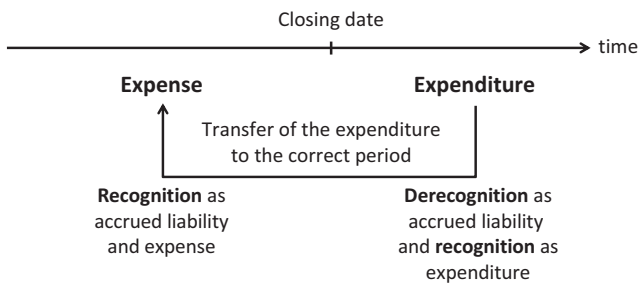 Closing date
time
Expense
Expenditure
Transfer of the expenditure
to the correct period
Recognition as
accrued liability
and expense
Derecognition as
accrued liability
and recognition as
expenditure